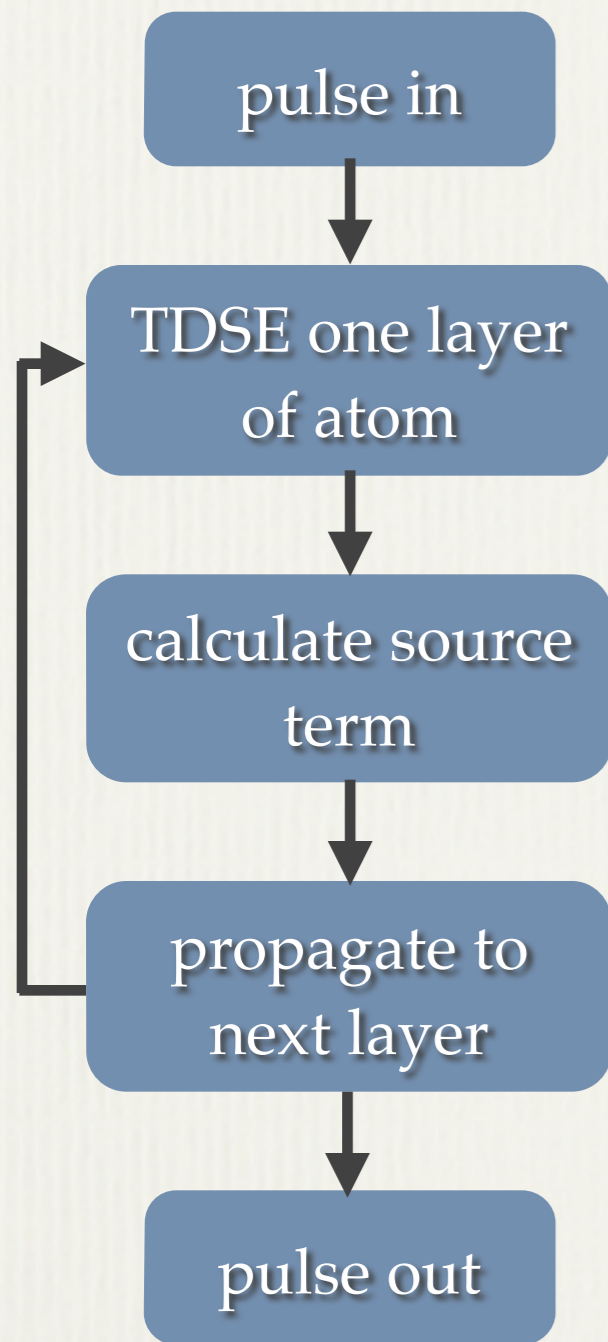 pulse in
TDSE one layer
of atom
calculate source
term
propagate to
next layer
pulse out